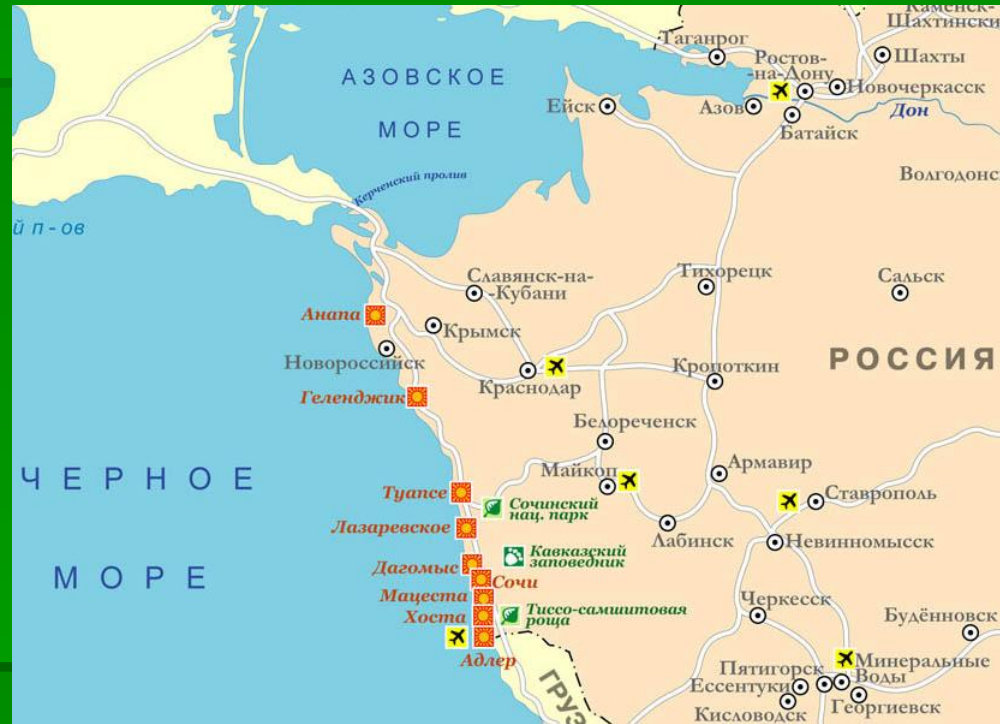 Каменск-
Шахтински
Таганрог
Шахты
Ростов-
-на-Дону
АЗОВСКОЕ
МОРЕ
Ейск
Азов
Новочеркасск
Дон
Батайск
Волгодонс
Керченский пролив
й п-ов
Славянск-на-
-Кубани
Тихорецк
Сальск
Анапа
Крымск
Новороссийск
РОССИЯ
Краснодар
Кропоткин
Геленджик
Белореченск
ЧЕРНОЕ
МОРЕ
Майкоп
Армавир
Туапсе
Сочинский
нац. парк
Ставрополь
Лазаревское
Лабинск
Невинномысск
Кавказский
заповедник
Дагомыс
Сочи
Мацеста
Черкесск
Хоста
Тиссо-самшитовая
роща
Будённовск
Адлер
ГРУЗ
Пятигорск
Минеральные
Воды
Ессентуки
Кисловодск
Георгиевск